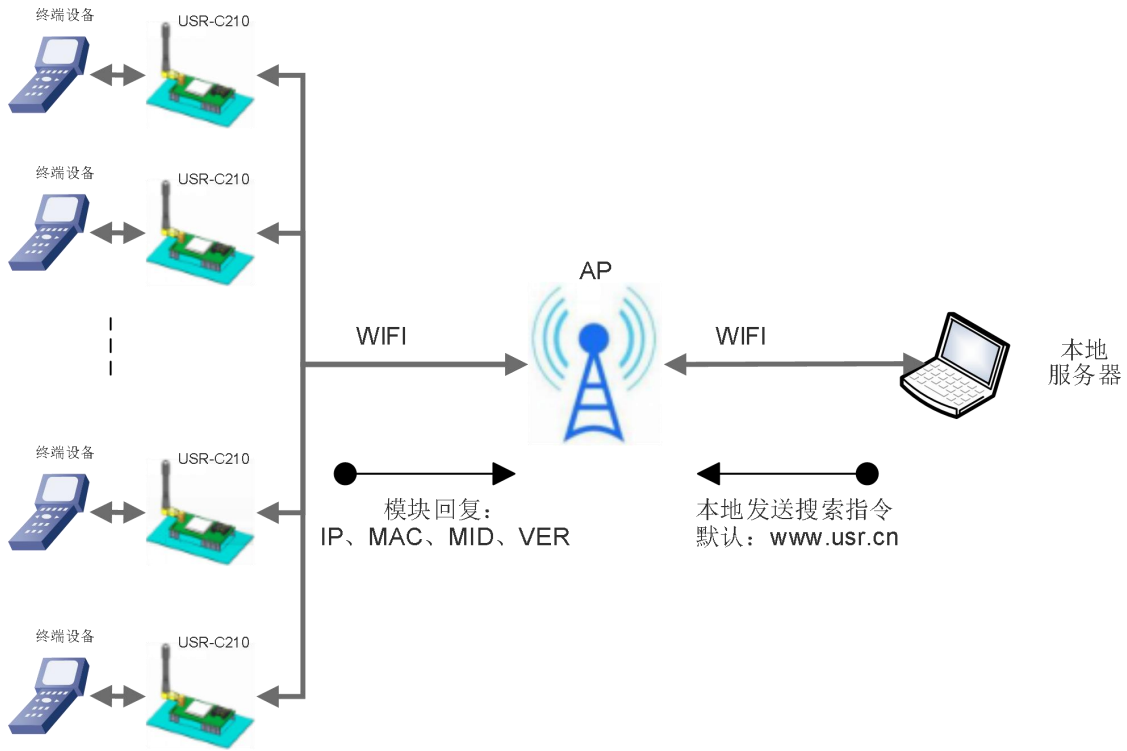 终端设备
USR-C210
终端设备
USR-C210
AP
WIFI
WIFI
本地
服务器
终端设备
USR-C210
模块回复：
IP、MAC、MID、VER
本地发送搜索指令
默认：www.usr.cn
终端设备
USR-C210